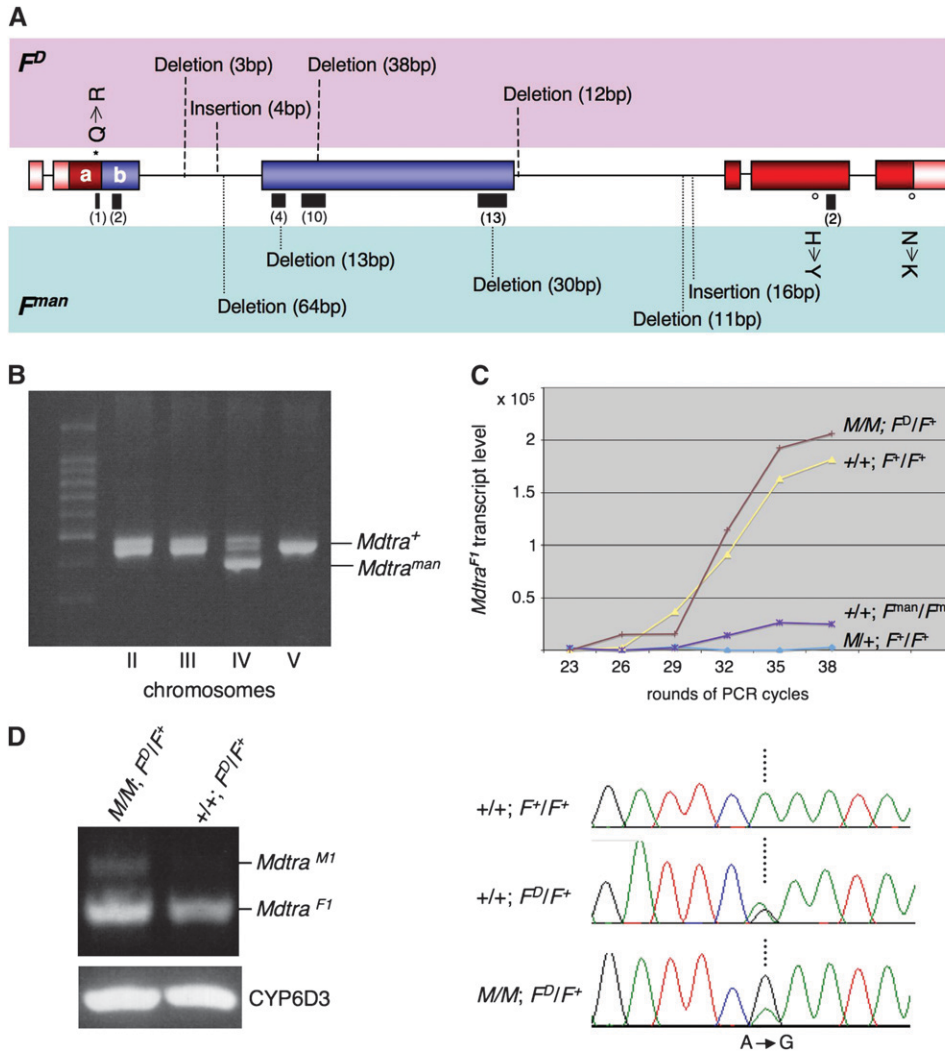 A
F^D
Deletion (3bp)
Deletion (38bp)
Insertion (4bp)
Deletion (12bp)
Q→R
*
a
b
(1)
(2)
(4)
(10)
(13)
(2)
Deletion (13bp)
Deletion (30bp)
Deletion (64bp)
Insertion (16bp)
Deletion (11bp)
H→Y
N→K
F^man
B
Mdtra^+
Mdtra^man
II III IV V
chromosomes
C
x 10^5
Mdtra^F1 transcript level
2
1.5
1
0.5
M/M; F^D/F^+
+/+; F^+/F^+
+/+; F^man/F^m
M/+; F^+/F^+
23 26 29 32 35 38
rounds of PCR cycles
D
M/M; F^D/F^+
+/+; F^D/F^+
Mdtra^M1
Mdtra^F1
CYP6D3
+/+; F^+/F^+
+/+; F^D/F^+
M/M; F^D/F^+
A→G